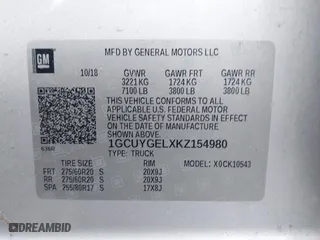 GM
MFD BY GENERAL MOTORS LLC
10/18 GVWR GAWR FRT GAWR RR
3221 KG 1724 KG 1724 KG
7100 LB 3800 LB 3800 LB
THIS VEHICLE CONFORMS TO ALL APPLICABLE
U.S. FEDERAL MOTOR VEHICLE SAFETY
STANDARDS IN EFFECT ON THE DATE OF
MANUFACTURE SHOWN ABOVE.
1GCUYGELXKZ154980
TYPE: TRUCK MODEL: X0CK10543
TIRE SIZE RIM
FRT 275/60R20 S 20X9J
RR 275/60R20 S 20X9J
SPA 255/80R17 S 17X8J